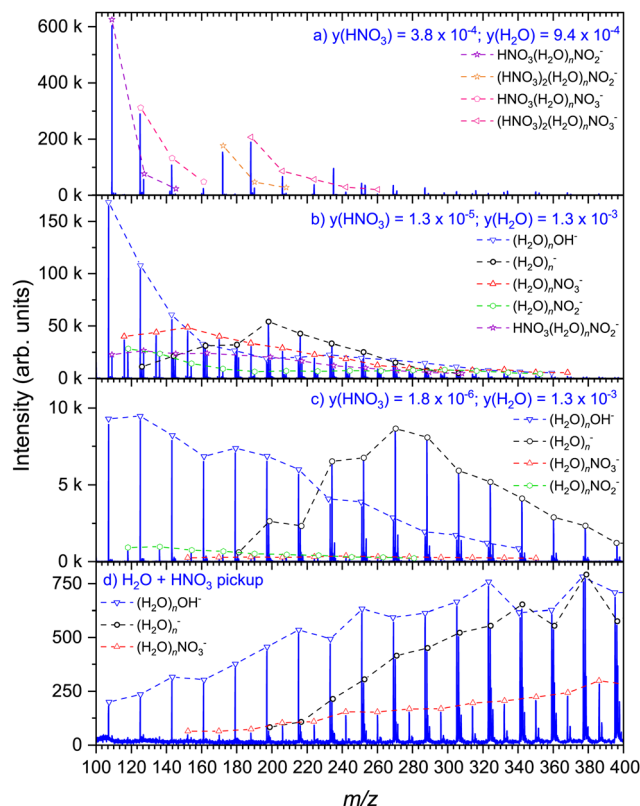 Intensity (arb. units)
600 k
400 k
200 k
0 k
a) y(HNO₃) = 3.8 x 10⁻⁴; y(H₂O) = 9.4 x 10⁻⁴
HNO₃(H₂O)ₙNO₂⁻
(HNO₃)₂(H₂O)ₙNO₂⁻
HNO₃(H₂O)ₙNO₃⁻
(HNO₃)₂(H₂O)ₙNO₃⁻
150 k
100 k
50 k
0 k
b) y(HNO₃) = 1.3 x 10⁻⁵; y(H₂O) = 1.3 x 10⁻³
(H₂O)ₙOH⁻
(H₂O)ₙ⁻
(H₂O)ₙNO₃⁻
(H₂O)ₙNO₂⁻
HNO₃(H₂O)ₙNO₂⁻
10 k
5 k
0 k
c) y(HNO₃) = 1.8 x 10⁻⁶; y(H₂O) = 1.3 x 10⁻³
(H₂O)ₙOH⁻
(H₂O)ₙ⁻
(H₂O)ₙNO₃⁻
(H₂O)ₙNO₂⁻
750
500
250
0
d) H₂O + HNO₃ pickup
(H₂O)ₙOH⁻
(H₂O)ₙ⁻
(H₂O)ₙNO₃⁻
100 120 140 160 180 200 220 240 260 280 300 320 340 360 380 400
m/z